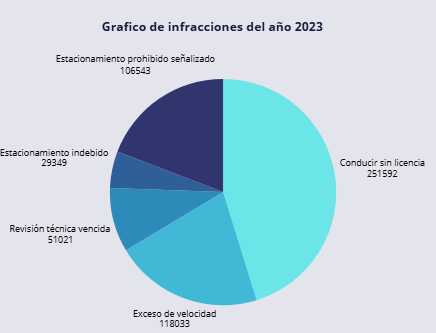 Grafico de infracciones del año 2023
Estacionamiento prohibido señalizado
106543
Estacionamiento indebido
29349
Conducir sin licencia
251592
Revisión técnica vencida
51021
Exceso de velocidad
118033